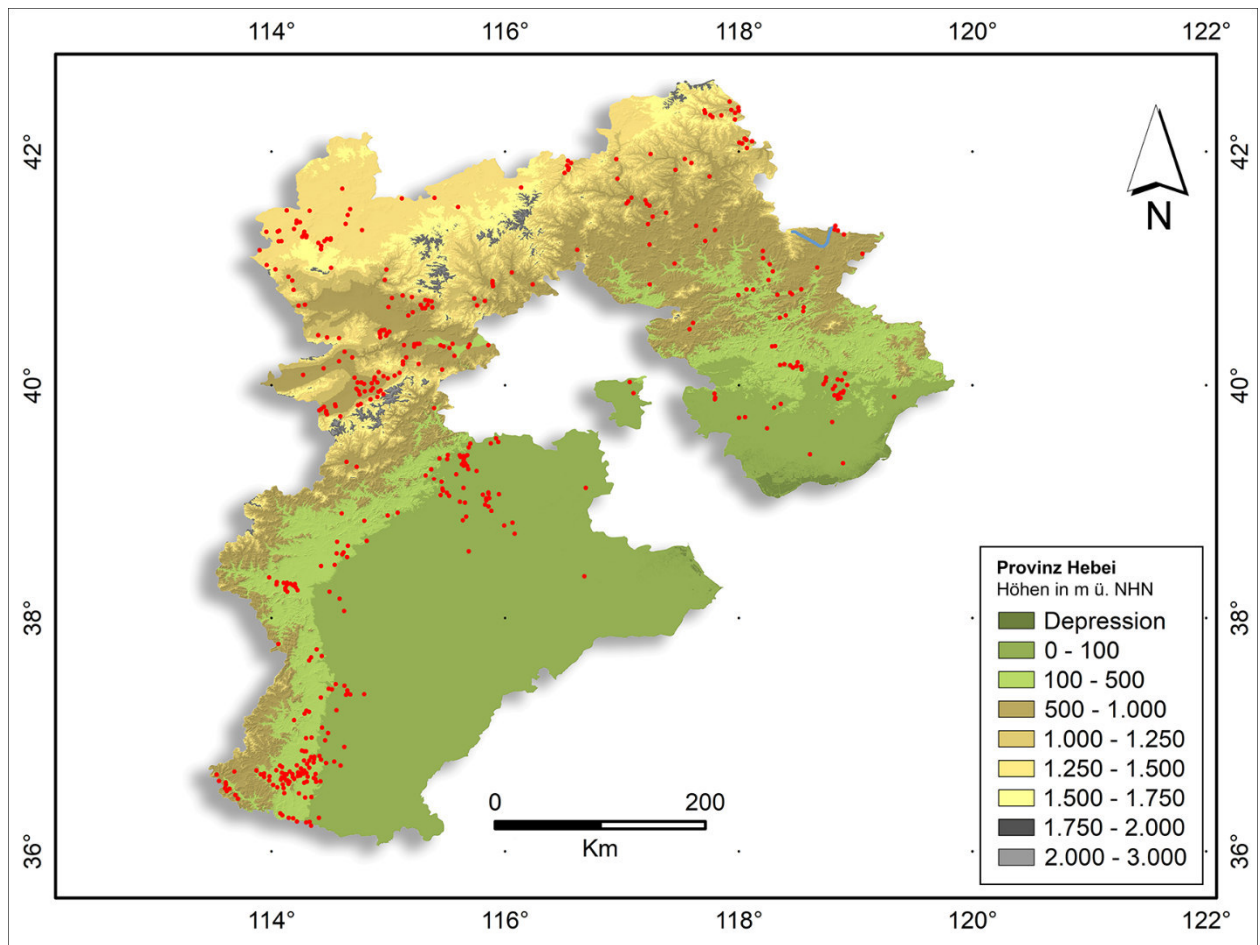 114° 116° 118° 120° 122°
42° 42°
N
40° 40°
Provinz Hebei
Höhen in m ü. NHN
Depression
0 - 100
100 - 500
500 - 1.000
1.000 - 1.250
1.250 - 1.500
1.500 - 1.750
1.750 - 2.000
2.000 - 3.000
38° 38°
0 200
Km
36° 36°
114° 116° 118° 120° 122°